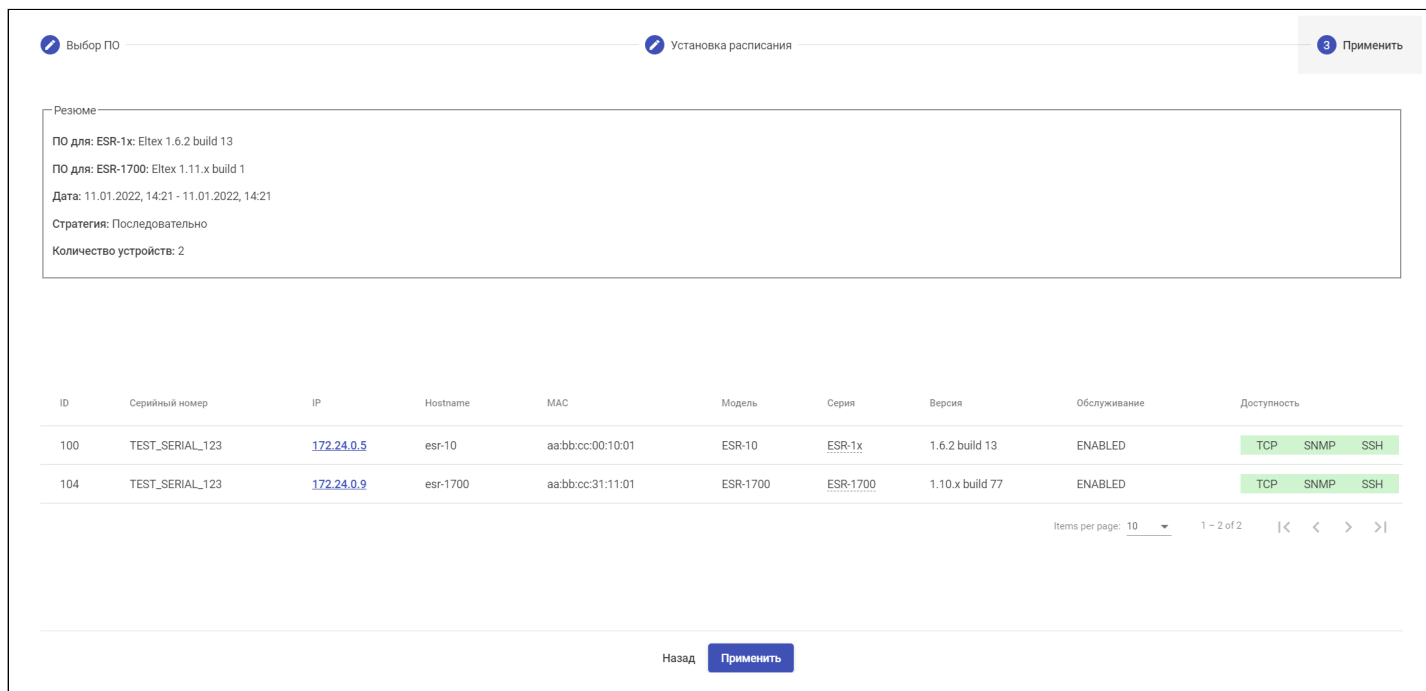 Выбор ПО Установка расписания 3 Применить
Резюме
ПО для: ESR-1x: Eltex 1.6.2 build 13
ПО для: ESR-1700: Eltex 1.11.x build 1
Дата: 11.01.2022, 14:21 - 11.01.2022, 14:21
Стратегия: Последовательно
Количество устройств: 2
ID Серийный номер IP Hostname MAC Модель Серия Версия Обслуживание Доступность
100 TEST_SERIAL_123 172.24.0.5 esr-10 aa:bb:cc:00:10:01 ESR-10 ESR-1x 1.6.2 build 13 ENABLED TCP SNMP SSH
104 TEST_SERIAL_123 172.24.0.9 esr-1700 aa:bb:cc:31:11:01 ESR-1700 ESR-1700 1.10.x build 77 ENABLED TCP SNMP SSH
Items per page: 10 1 – 2 of 2
Назад Применить